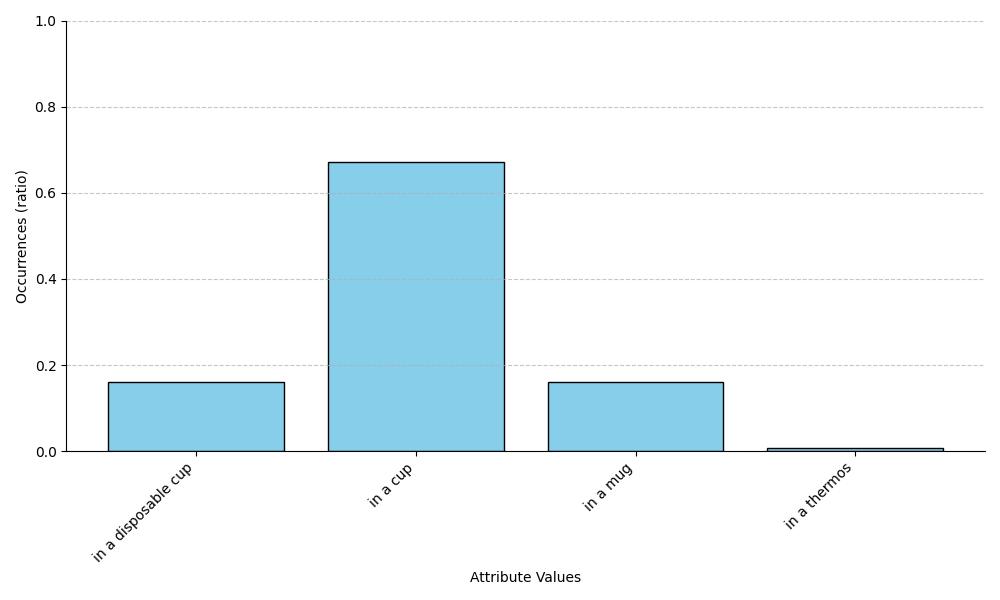 1.0
0.8
0.6
0.4
0.2
0.0
Occurrences (ratio)
in a disposable cup
in a cup
in a mug
in a thermos
Attribute Values